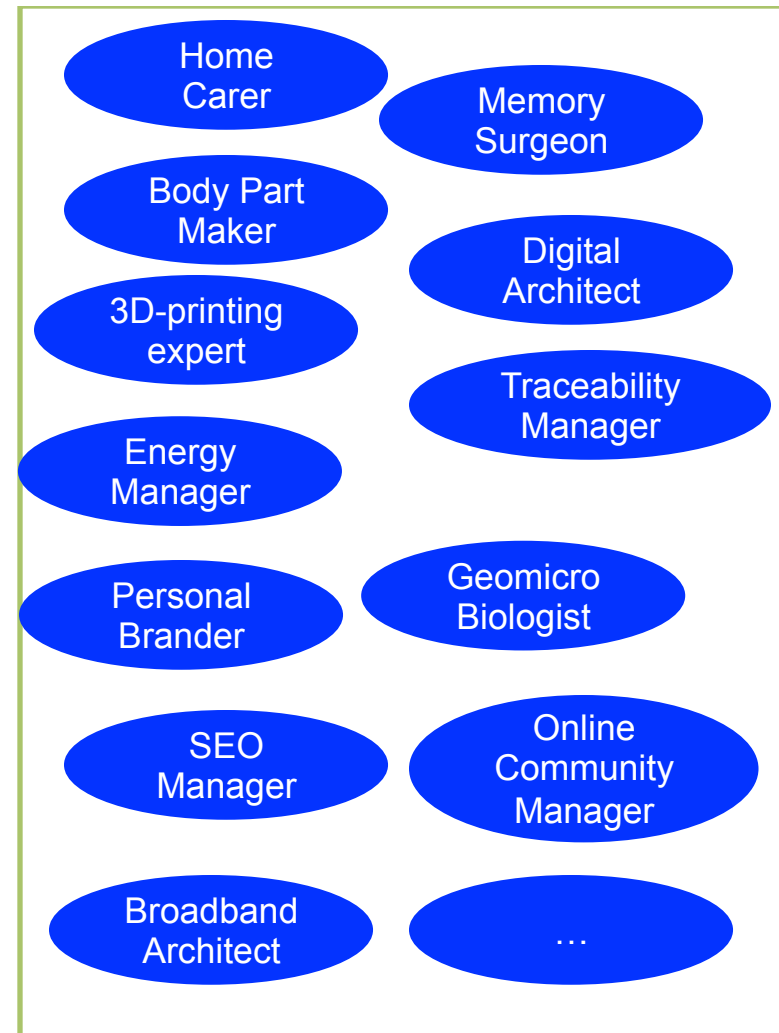 Home
Carer
Memory
Surgeon
Body Part
Maker
Digital
Architect
3D-printing
expert
Traceability
Manager
Energy
Manager
Geomicro
Biologist
Personal
Brander
SEO
Manager
Online
Community
Manager
Broadband
Architect
…